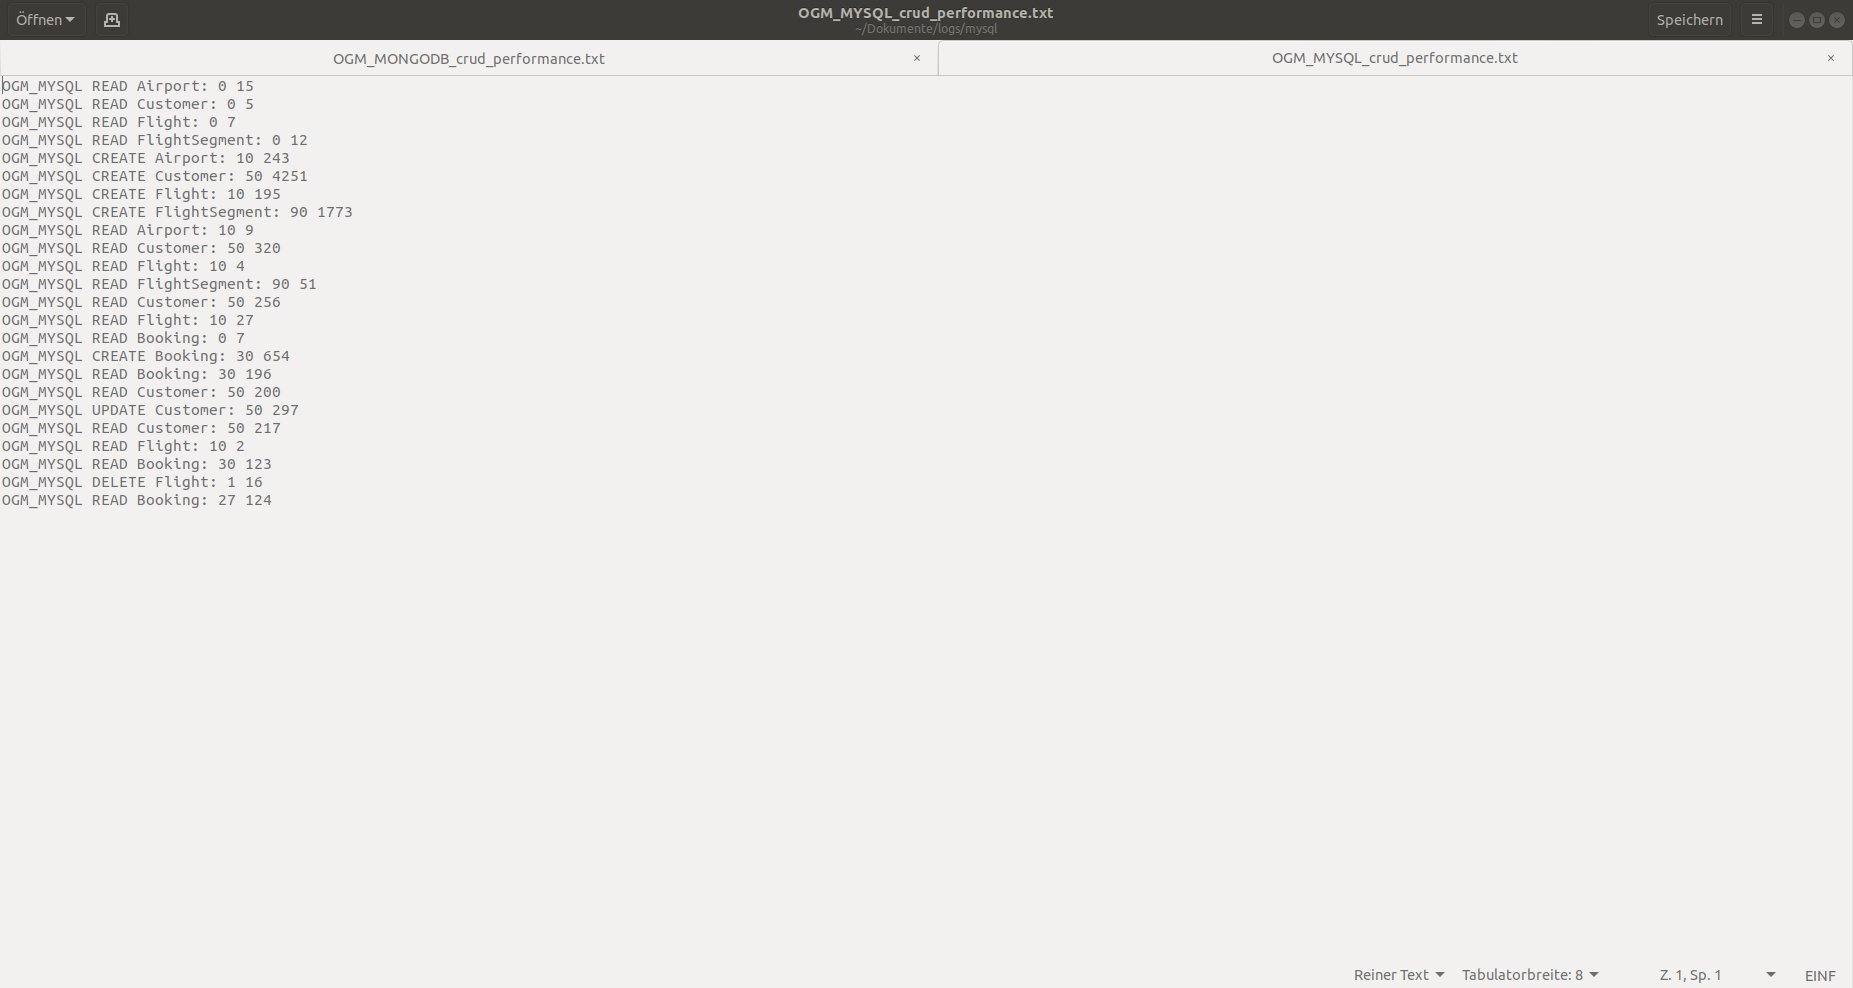 Öffnen
OGM_MYSQL_crud_performance.txt
~/Dokumente/logs/mysql
Speichern
OGM_MONGODB_crud_performance.txt
OGM_MYSQL_crud_performance.txt
OGM_MYSQL READ Airport: 0 15
OGM_MYSQL READ Customer: 0 5
OGM_MYSQL READ Flight: 0 7
OGM_MYSQL READ FlightSegment: 0 12
OGM_MYSQL CREATE Airport: 10 243
OGM_MYSQL CREATE Customer: 50 4251
OGM_MYSQL CREATE Flight: 10 195
OGM_MYSQL CREATE FlightSegment: 90 1773
OGM_MYSQL READ Airport: 10 9
OGM_MYSQL READ Customer: 50 320
OGM_MYSQL READ Flight: 10 4
OGM_MYSQL READ FlightSegment: 90 51
OGM_MYSQL READ Customer: 50 256
OGM_MYSQL READ Flight: 10 27
OGM_MYSQL READ Booking: 0 7
OGM_MYSQL CREATE Booking: 30 654
OGM_MYSQL READ Booking: 30 196
OGM_MYSQL READ Customer: 50 200
OGM_MYSQL UPDATE Customer: 50 297
OGM_MYSQL READ Customer: 50 217
OGM_MYSQL READ Flight: 10 2
OGM_MYSQL READ Booking: 30 123
OGM_MYSQL DELETE Flight: 1 16
OGM_MYSQL READ Booking: 27 124
Reiner Text
Tabulatorbreite: 8
Z. 1, Sp. 1
EINF